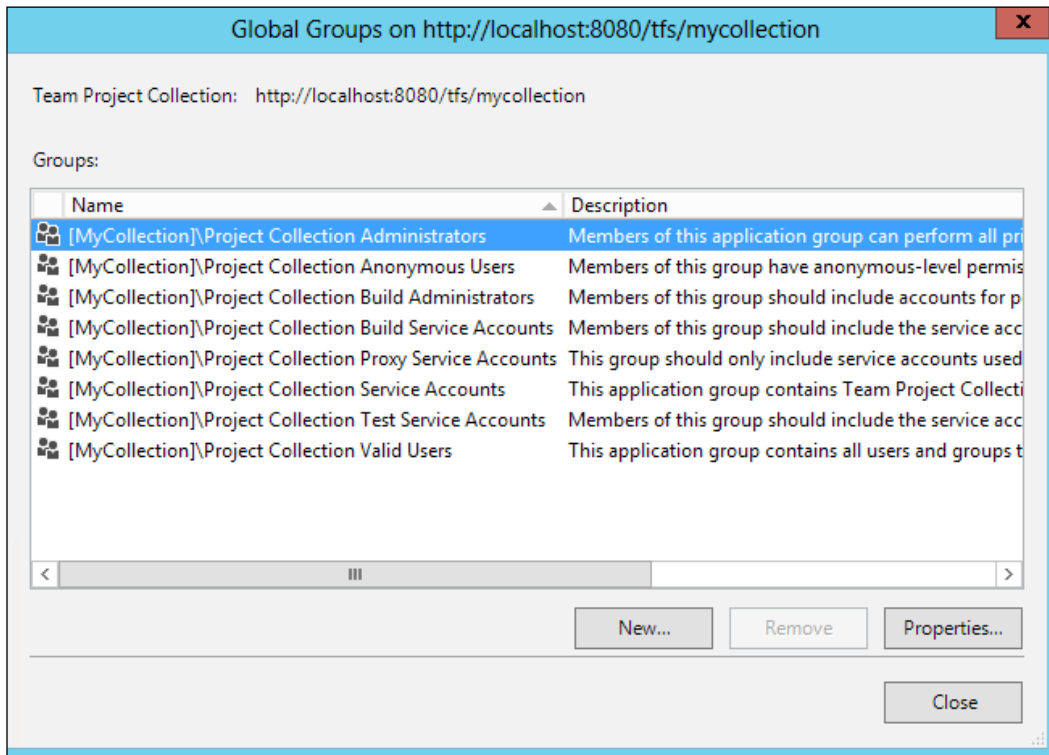 Global Groups on http://localhost:8080/tfs/mycollection
x
Team Project Collection: http://localhost:8080/tfs/mycollection
Groups:
Name Description
[MyCollection]\Project Collection Administrators Members of this application group can perform all pri
[MyCollection]\Project Collection Anonymous Users Members of this group have anonymous-level permis
[MyCollection]\Project Collection Build Administrators Members of this group should include accounts for p
[MyCollection]\Project Collection Build Service Accounts Members of this group should include the service acc
[MyCollection]\Project Collection Proxy Service Accounts This group should only include service accounts used
[MyCollection]\Project Collection Service Accounts This application group contains Team Project Collecti
[MyCollection]\Project Collection Test Service Accounts Members of this group should include the service acc
[MyCollection]\Project Collection Valid Users This application group contains all users and groups t
New... Remove Properties...
Close